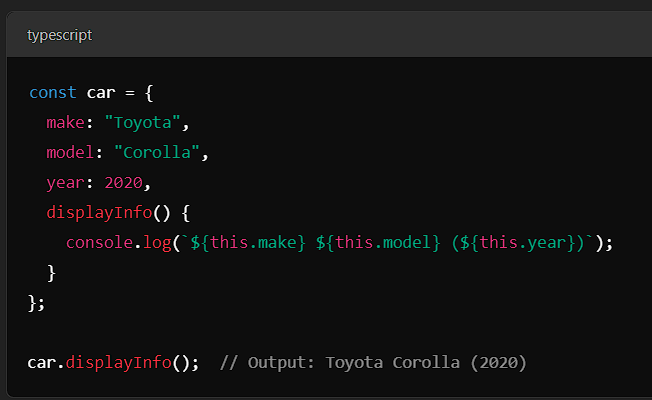 typescript
const car = {
  make: "Toyota",
  model: "Corolla",
  year: 2020,
  displayInfo() {
    console.log(`${this.make} ${this.model} (${this.year})`);
  }
};
car.displayInfo();  // Output: Toyota Corolla (2020)